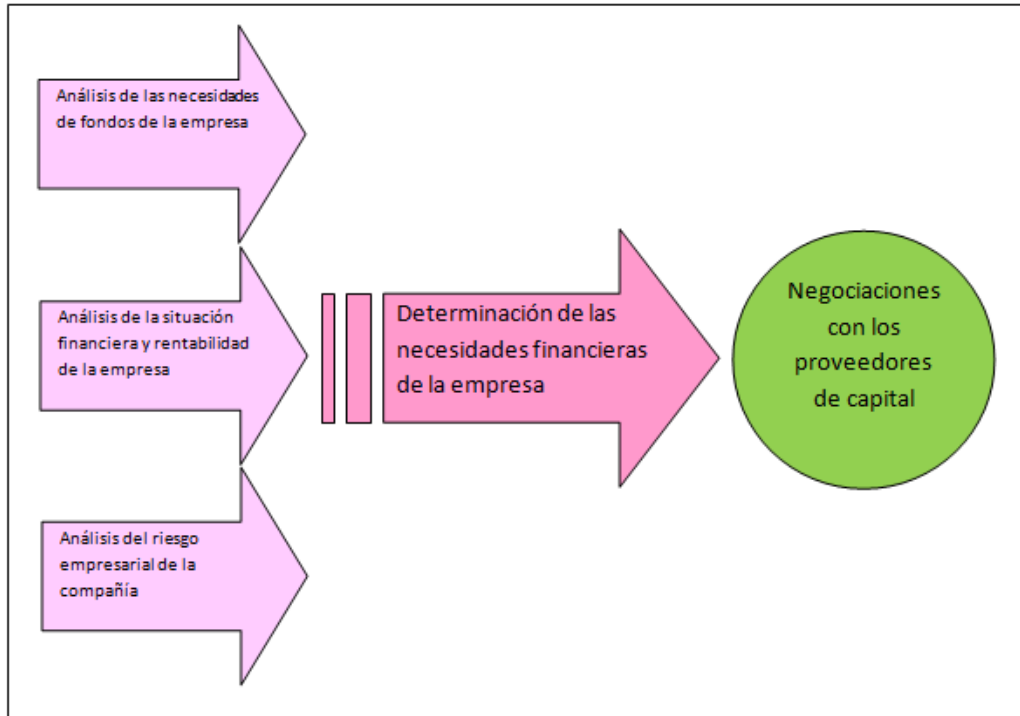 Análisis de las necesidades
de fondos de la empresa
Análisis de la situación
financiera y rentabilidad
de la empresa
Análisis del riesgo
empresarial de la
compañía
Determinación de las
necesidades financieras
de la empresa
Negociaciones
con los
proveedores
de capital